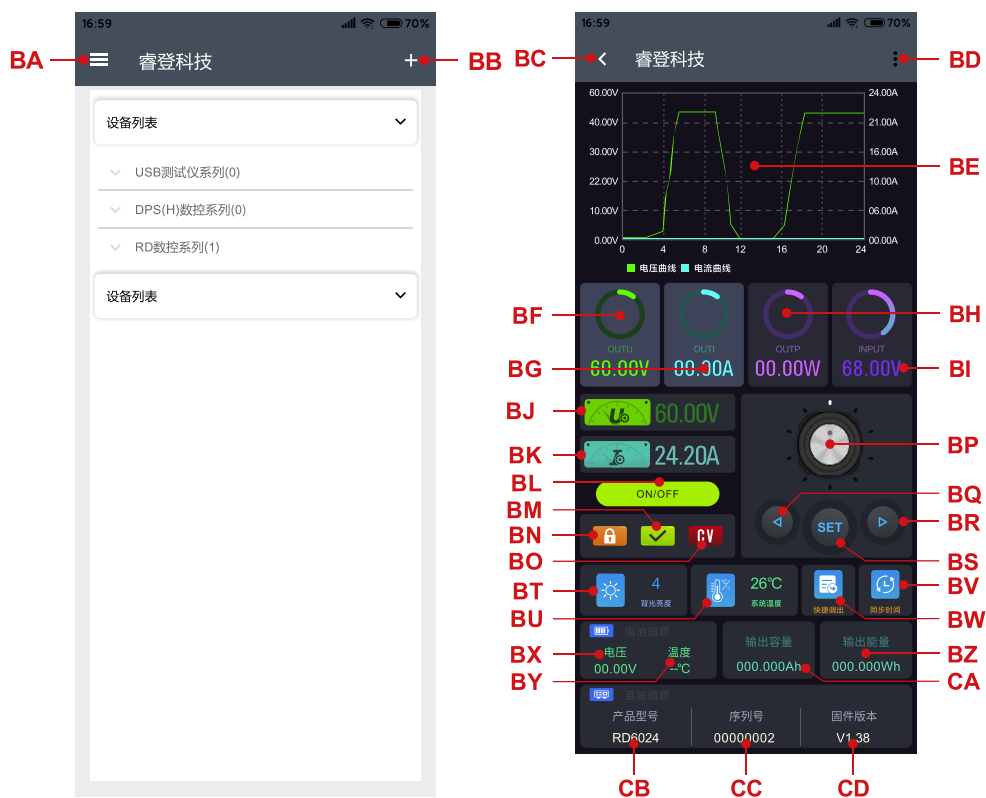 16:59 70%
BA 睿登科技 BB
设备列表
USB测试仪系列(0)
DPS(H)数控系列(0)
RD数控系列(1)
设备列表
16:59 70%
BC 睿登科技 BD
60.00V 24.00A
40.00V 21.00A
30.00V 16.00A
BE
22.00V 10.00A
10.00V 06.00A
0.00V 00.00A
0 4 8 12 16 20 24
电压曲线 电流曲线
BF BH
OUTU OUTI OUTP INPUT
BG 60.00V 00.00A 00.00W 68.00V BI
BJ U 60.00V
BK I 24.20A BP
BL ON/OFF
BM BQ
BN CV SET BR
BO BS
BT 4 26℃ BV
背光亮度 系统温度 快捷调出 同步时间
BU BW
电池信息 输出容量 输出能量
BX 电压 温度 BZ
00.00V --℃ 000.000Ah 000.000Wh
BY CA
系统信息
产品型号 序列号 固件版本
RD6024 00000002 V1.38
CB CC CD